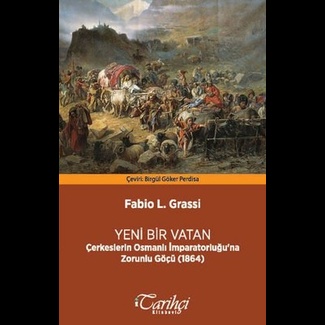 Çeviri: Birgül Göker Perdisa
Fabio L. Grassi
YENİ BİR VATAN
Çerkeslerin Osmanlı İmparatorluğu'na
Zorunlu Göçü (1864)
Tarihçi
Kitabevi